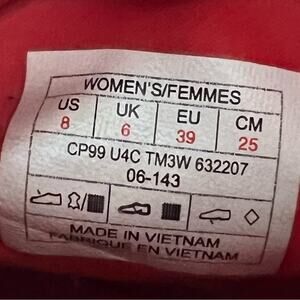 WOMEN'S/FEMMES
US UK EU CM
8 6 39 25
CP99 U4C TM3W 632207
06-143
MADE IN VIETNAM
FABRIQUE EN VIETNAM